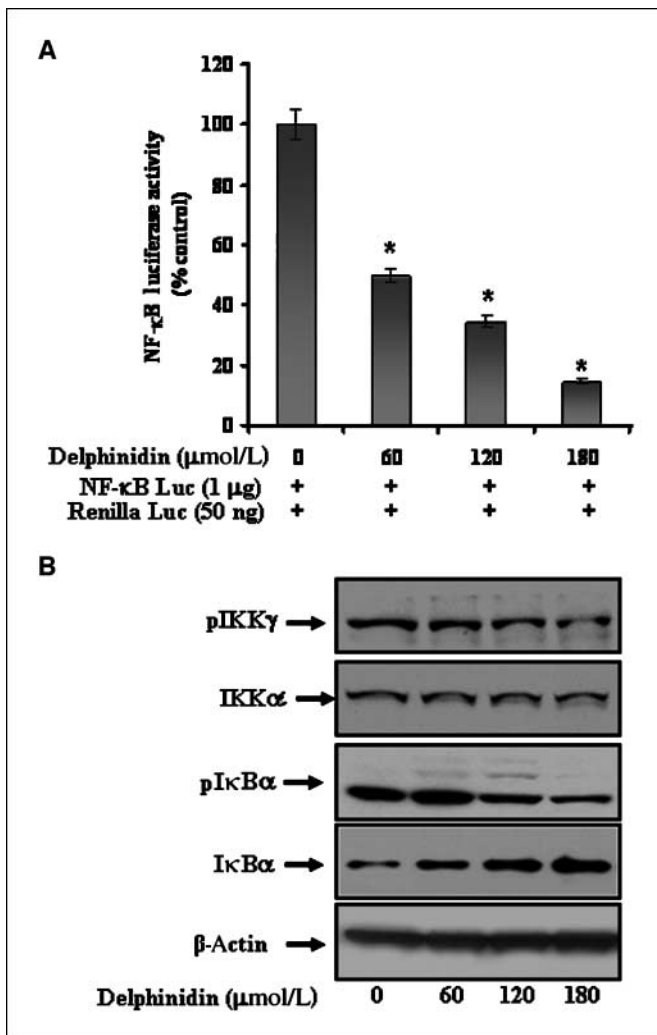 A
NF-κB luciferase activity
(% control)
120
100
80
60
40
20
0
*
*
*
Delphinidin (μmol/L) 0 60 120 180
NF-κB Luc (1 μg) + + + +
Renilla Luc (50 ng) + + + +
B
pIKKγ
IKKα
pIκBα
IκBα
β-Actin
Delphinidin (μmol/L) 0 60 120 180